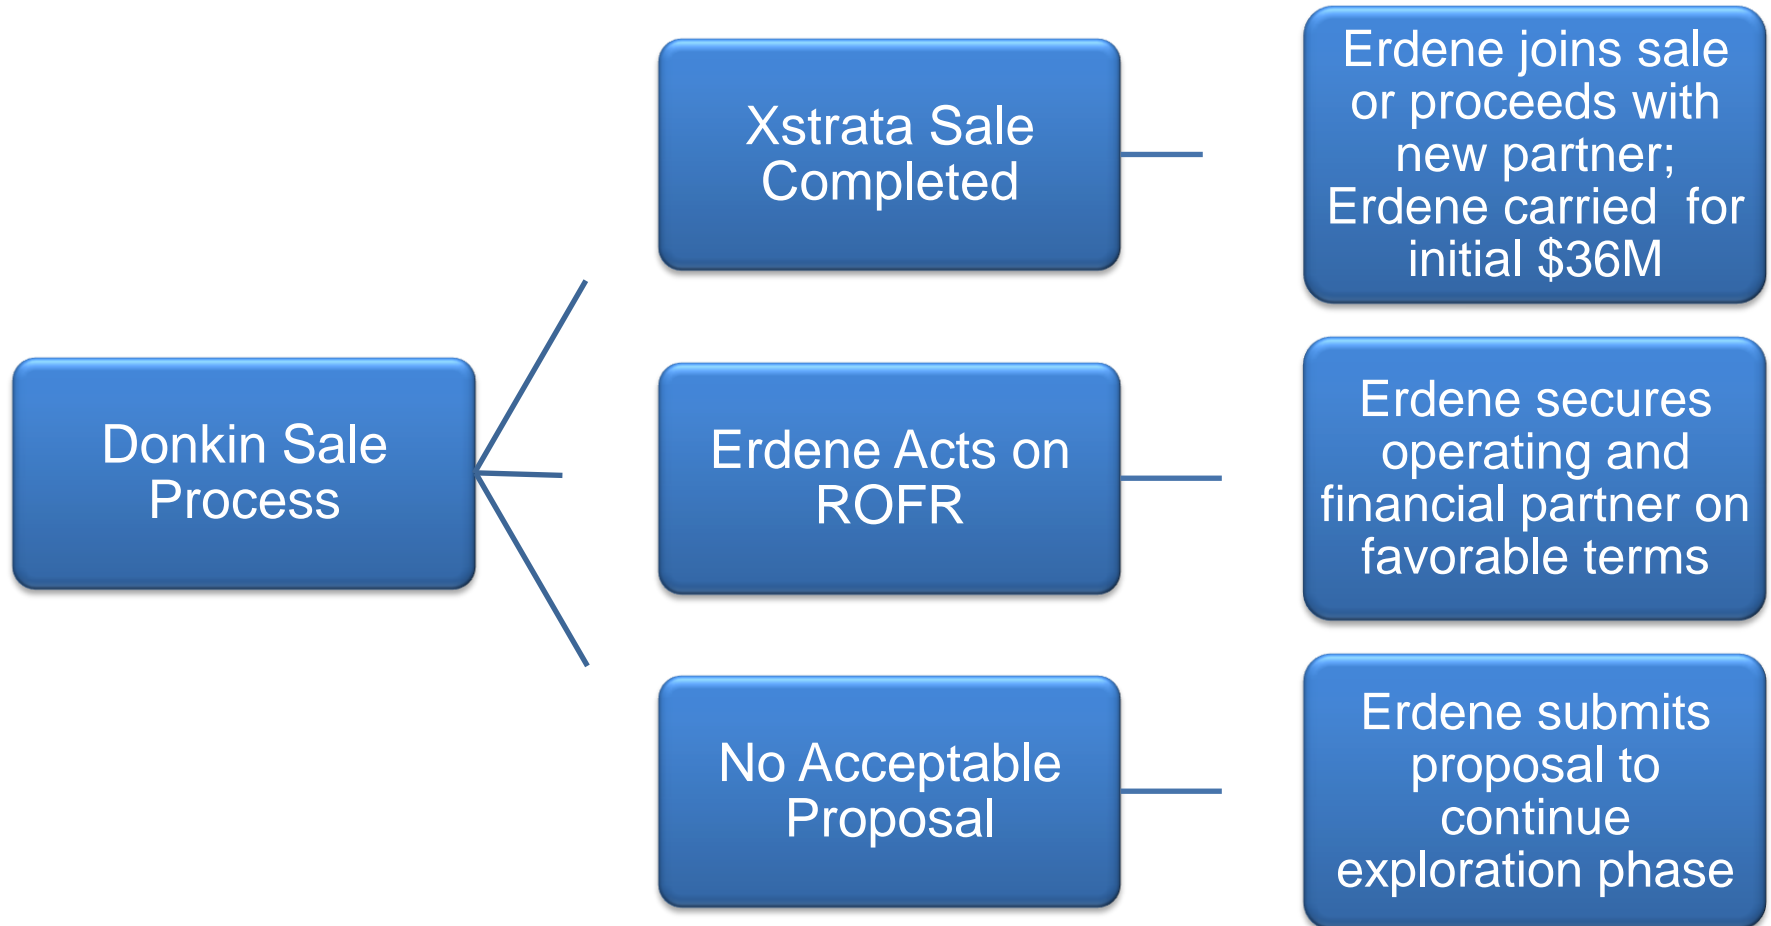 Donkin Sale
Process
Xstrata Sale
Completed
Erdene joins sale
or proceeds with
new partner;
Erdene carried  for
initial $36M
Erdene Acts on
ROFR
Erdene secures
operating and
financial partner on
favorable terms
No Acceptable
Proposal
Erdene submits
proposal to
continue
exploration phase